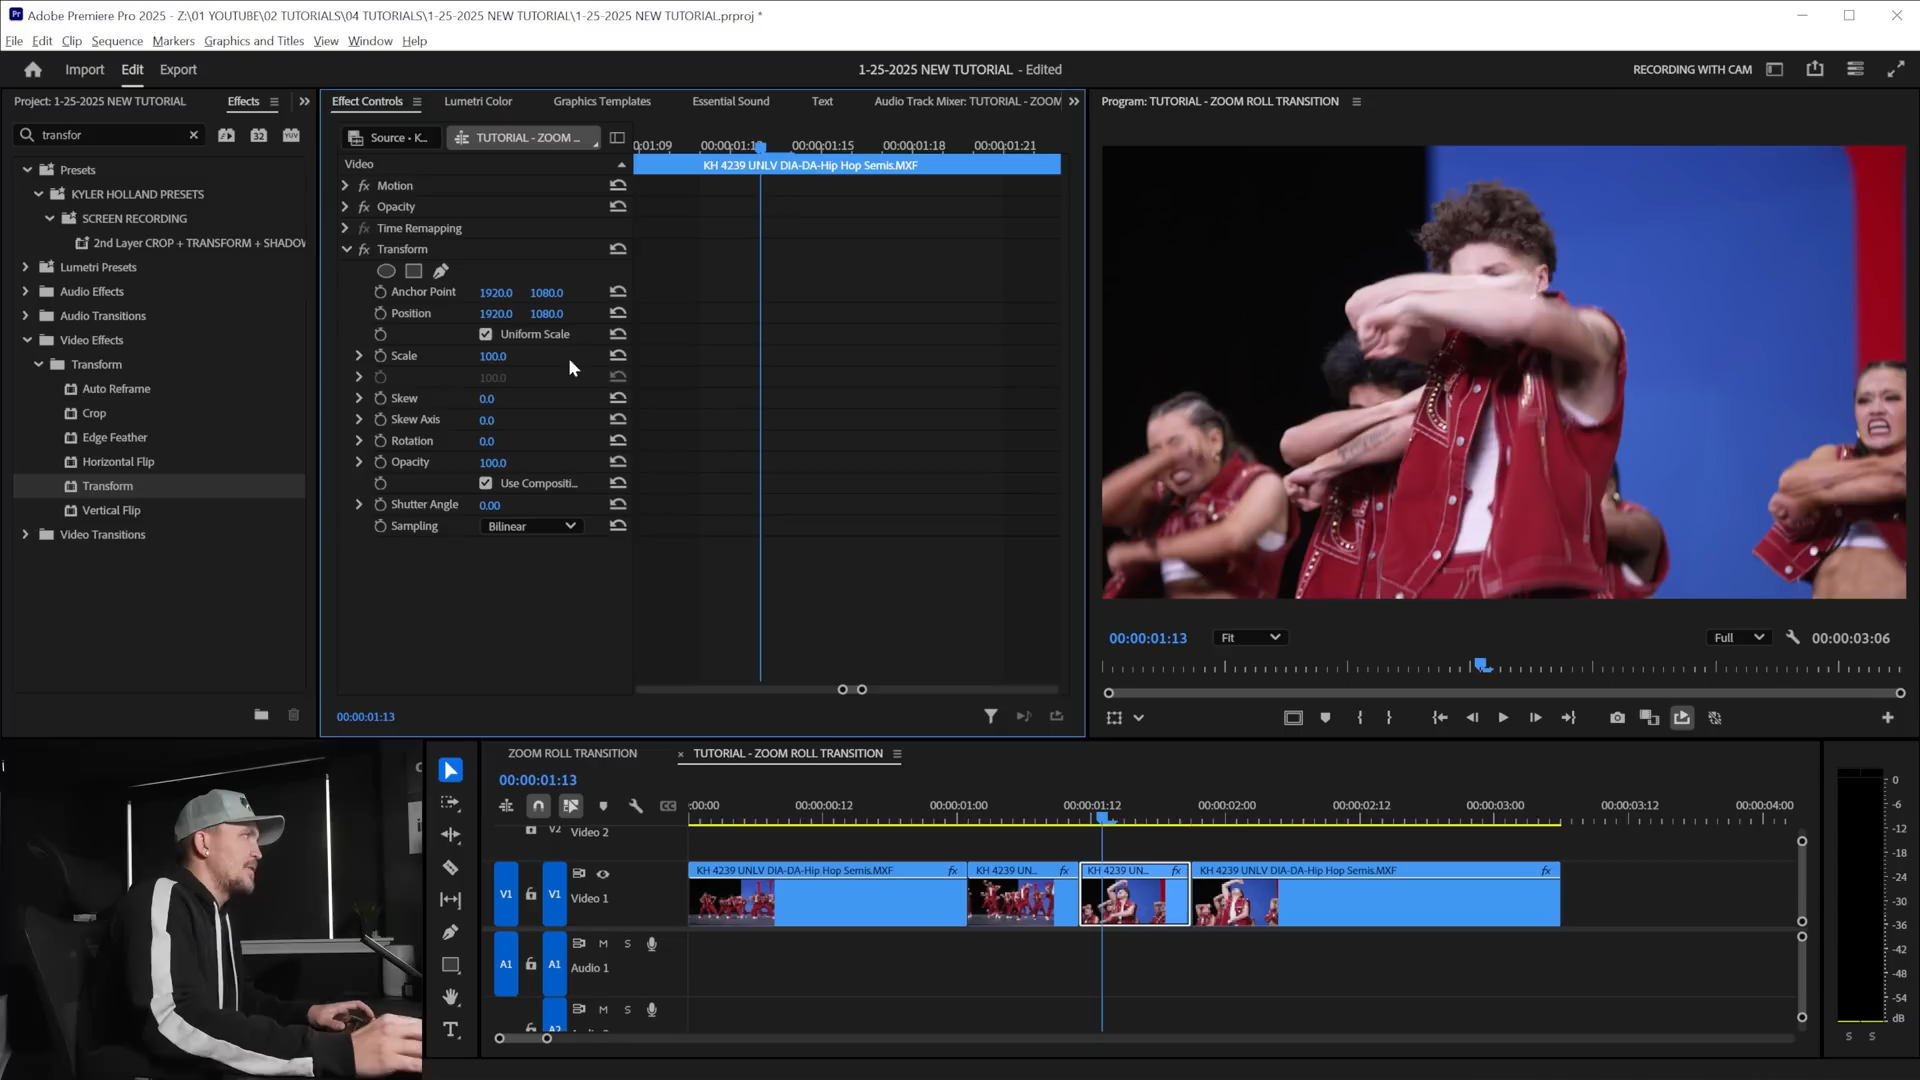 Adobe Premiere Pro 2025 - Z:\01 YOUTUBE\02 TUTORIALS\04 TUTORIALS\1-25-2025 NEW TUTORIAL\1-25-2025 NEW TUTORIAL.prproj *
File Edit Clip Sequence Markers Graphics and Titles View Window Help
Import Edit Export
1-25-2025 NEW TUTORIAL - Edited
RECORDING WITH CAM
Project: 1-25-2025 NEW TUTORIAL
Effects
transfor
Presets
KYLER HOLLAND PRESETS
SCREEN RECORDING
2nd Layer CROP + TRANSFORM + SHADOW
Lumetri Presets
Audio Effects
Audio Transitions
Video Effects
Transform
Auto Reframe
Crop
Edge Feather
Horizontal Flip
Transform
Vertical Flip
Video Transitions
Effect Controls Lumetri Color Graphics Templates Essential Sound Text Audio Track Mixer: TUTORIAL - ZOOM
Source • K... TUTORIAL - ZOOM ...
0:01:09 00:00:01:12 00:00:01:15 00:00:01:18 00:00:01:21
Video
KH 4239 UNLV DIA-DA-Hip Hop Semis.MXF
fx Motion
fx Opacity
fx Time Remapping
fx Transform
Anchor Point 1920.0 1080.0
Position 1920.0 1080.0
Uniform Scale
Scale 100.0
100.0
Skew 0.0
Skew Axis 0.0
Rotation 0.0
Opacity 100.0
Use Compositi...
Shutter Angle 0.00
Sampling Bilinear
00:00:01:13
Program: TUTORIAL - ZOOM ROLL TRANSITION
00:00:01:13 Fit Full 00:00:03:06
ZOOM ROLL TRANSITION
× TUTORIAL - ZOOM ROLL TRANSITION
00:00:01:13
CC
:00:00 00:00:00:12 00:00:01:00 00:00:01:12 00:00:02:00 00:00:02:12 00:00:03:00 00:00:03:12 00:00:04:00
V2 Video 2
V1 V1 Video 1
KH 4239 UNLV DIA-DA-Hip Hop Semis.MXF fx
KH 4239 UN... fx
KH 4239 UN... fx
KH 4239 UNLV DIA-DA-Hip Hop Semis.MXF fx
A1 A1 M S
Audio 1
A2 M S
0
-6
-12
-18
-24
-30
-36
-42
-48
-54
dB
S S